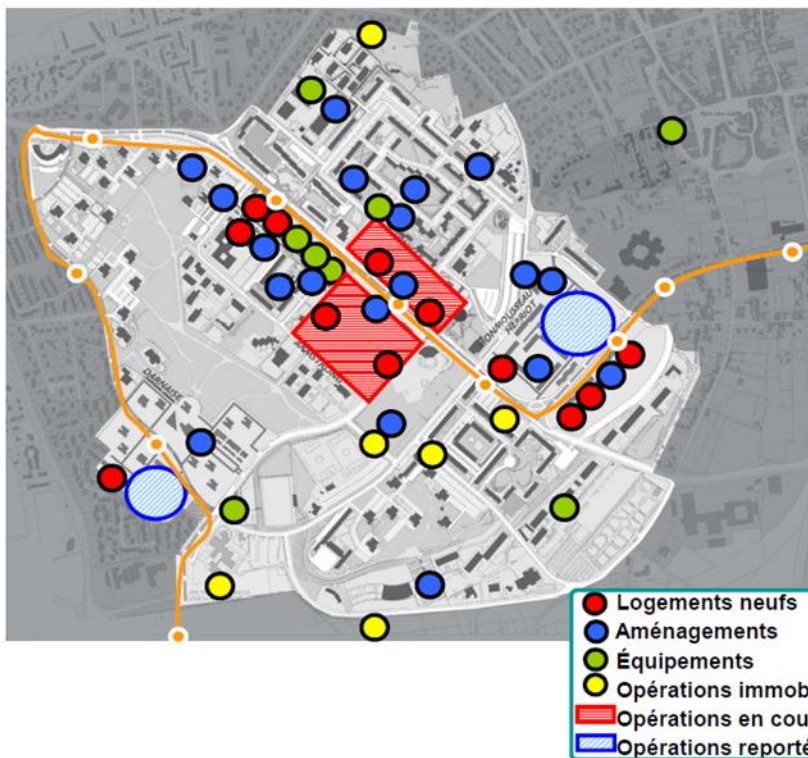 DARNAISE
Logements neufs
Aménagements
Équipements
Opérations immob
Opérations en cou
Opérations reporté